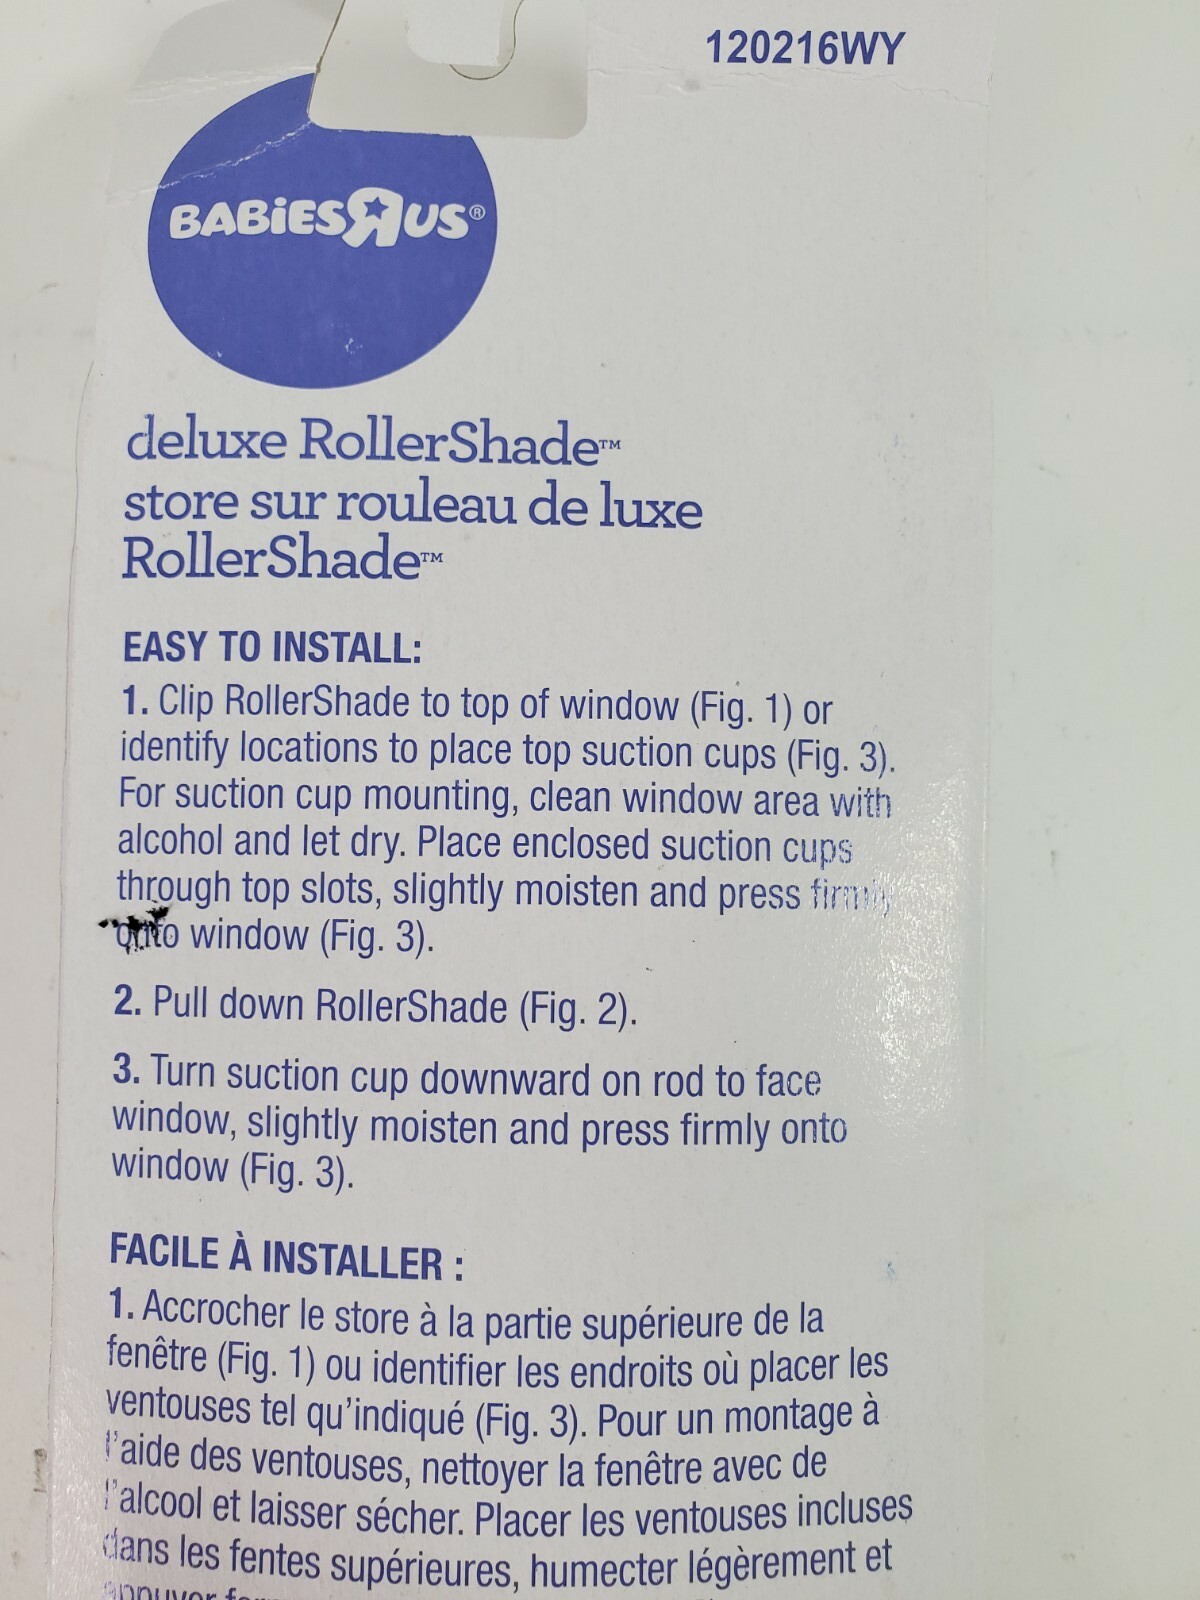 120216WY
BABiESRUS®
deluxe RollerShade™
store sur rouleau de luxe
RollerShade™
EASY TO INSTALL:
1. Clip RollerShade to top of window (Fig. 1) or
identify locations to place top suction cups (Fig. 3).
For suction cup mounting, clean window area with
alcohol and let dry. Place enclosed suction cups
through top slots, slightly moisten and press firmly
onto window (Fig. 3).
2. Pull down RollerShade (Fig. 2).
3. Turn suction cup downward on rod to face
window, slightly moisten and press firmly onto
window (Fig. 3).
FACILE À INSTALLER :
1. Accrocher le store à la partie supérieure de la
fenêtre (Fig. 1) ou identifier les endroits où placer les
ventouses tel qu'indiqué (Fig. 3). Pour un montage à
l'aide des ventouses, nettoyer la fenêtre avec de
l'alcool et laisser sécher. Placer les ventouses incluses
dans les fentes supérieures, humecter légèrement et
appuyer